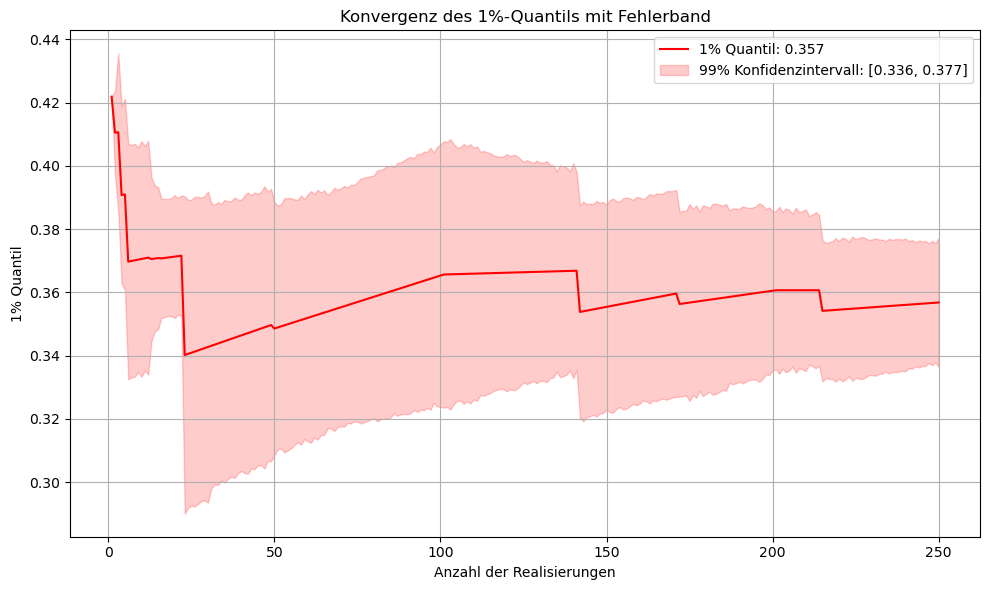 Konvergenz des 1%-Quantils mit Fehlerband
1% Quantil: 0.357
99% Konfidenzintervall: [0.336, 0.377]
1% Quantil
0.44
0.42
0.40
0.38
0.36
0.34
0.32
0.30
0
50
100
150
200
250
Anzahl der Realisierungen